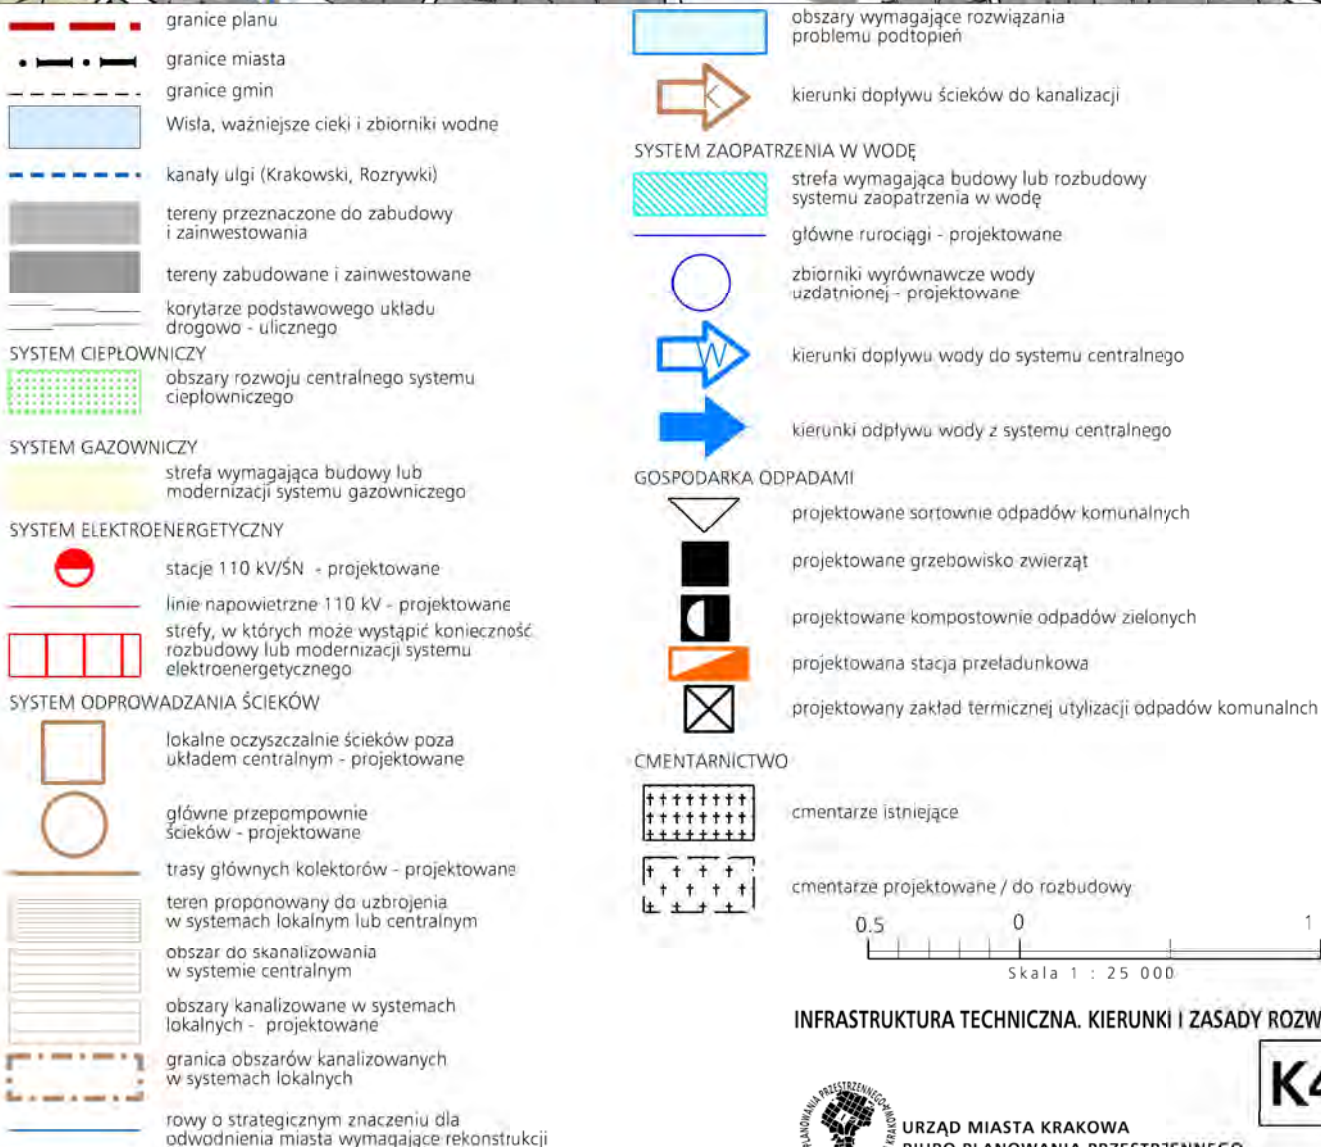 granice planu
granice miasta
granice gmin
Wisła, ważniejsze cieki i zbiorniki wodne
kanały ulgi (Krakowski, Rozrywki)
tereny przeznaczone do zabudowy
i zainwestowania
tereny zabudowane i zainwestowane
korytarze podstawowego układu
drogowo - ulicznego
SYSTEM CIEPŁOWNICZY
obszary rozwoju centralnego systemu
ciepłowniczego
SYSTEM GAZOWNICZY
strefa wymagająca budowy lub
modernizacji systemu gazowniczego
SYSTEM ELEKTROENERGETYCZNY
stacje 110 kV/ŚN - projektowane
linie napowietrzne 110 kV - projektowane
strefy, w których może wystąpić konieczność
rozbudowy lub modernizacji systemu
elektroenergetycznego
SYSTEM ODPROWADZANIA ŚCIEKÓW
lokalne oczyszczalnie ścieków poza
układem centralnym - projektowane
główne przepompownie
ścieków - projektowane
trasy głównych kolektorów - projektowane
teren proponowany do uzbrojenia
w systemach lokalnym lub centralnym
obszar do skanalizowania
w systemie centralnym
obszary kanalizowane w systemach
lokalnych - projektowane
granica obszarów kanalizowanych
w systemach lokalnych
rowy o strategicznym znaczeniu dla
odwodnienia miasta wymagające rekonstrukcji
obszary wymagające rozwiązania
problemu podtopień
K
kierunki dopływu ścieków do kanalizacji
SYSTEM ZAOPATRZENIA W WODĘ
strefa wymagająca budowy lub rozbudowy
systemu zaopatrzenia w wodę
główne rurociągi - projektowane
zbiorniki wyrównawcze wody
uzdatnionej - projektowane
W
kierunki dopływu wody do systemu centralnego
kierunki odpływu wody z systemu centralnego
GOSPODARKA ODPADAMI
projektowane sortownie odpadów komunalnych
projektowane grzebowisko zwierząt
projektowane kompostownie odpadów zielonych
projektowana stacja przeładunkowa
projektowany zakład termicznej utylizacji odpadów komunalnch
CMENTARNICTWO
cmentarze istniejące
cmentarze projektowane / do rozbudowy
0.5 0 1
Skala 1 : 25 000
INFRASTRUKTURA TECHNICZNA. KIERUNKI I ZASADY ROZW
K4
URZĄD MIASTA KRAKOWA
BIURO PLANOWANIA PRZESTRZENNEGO